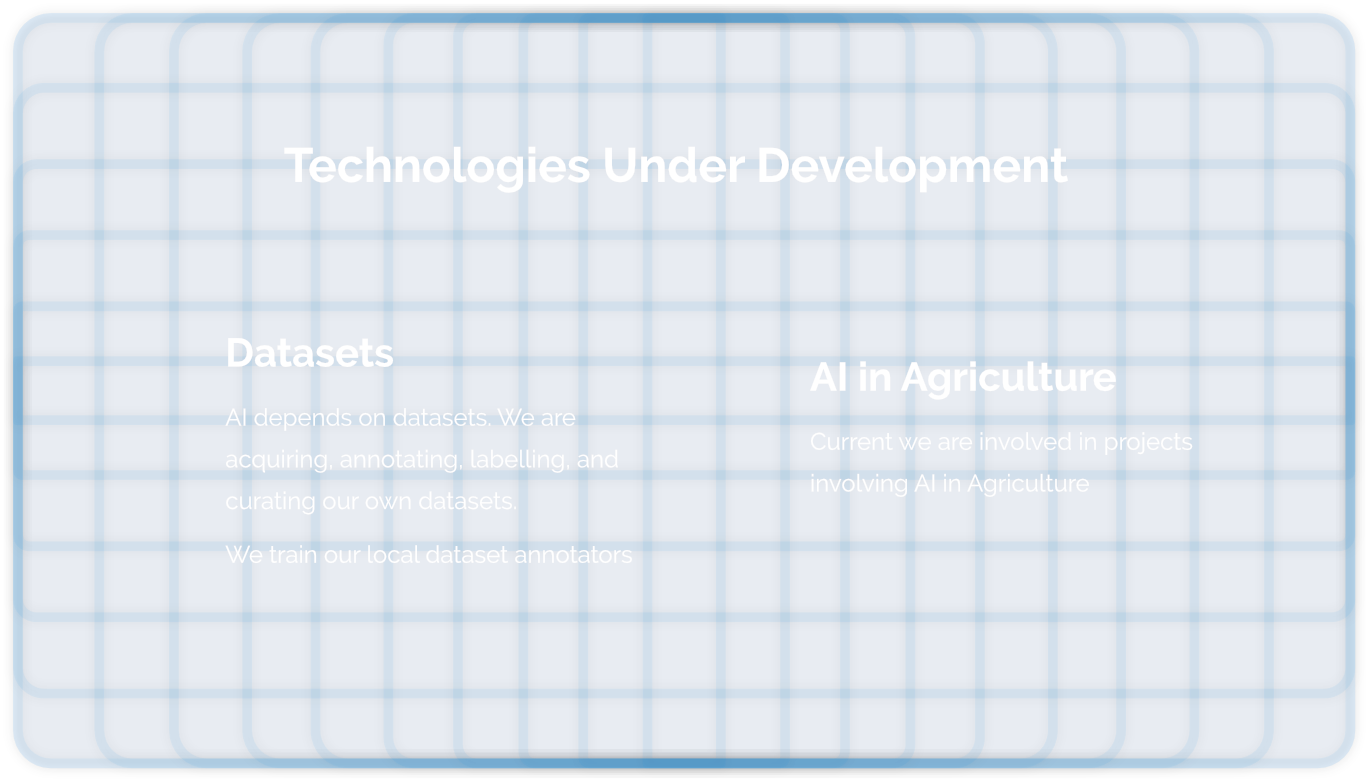 Technologies Under Development
Datasets
AI depends on datasets. We are
acquiring, annotating, labelling, and
curating our own datasets.
We train our local dataset annotators
AI in Agriculture
Current we are involved in projects
involving AI in Agriculture